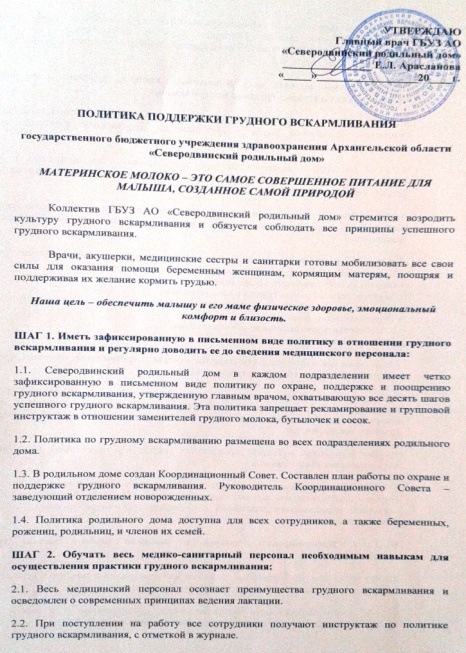 УТВЕРЖДАЮ
Главный врач ГБУЗ АО
«Северодвинский родильный дом»
Е.Л. Арасланова
«____»____________ 20 г.
ПОЛИТИКА ПОДДЕРЖКИ ГРУДНОГО ВСКАРМЛИВАНИЯ
государственного бюджетного учреждения здравоохранения Архангельской области
«Северодвинский родильный дом»
МАТЕРИНСКОЕ МОЛОКО – ЭТО САМОЕ СОВЕРШЕННОЕ ПИТАНИЕ ДЛЯ
МАЛЫША, СОЗДАННОЕ САМОЙ ПРИРОДОЙ
Коллектив ГБУЗ АО «Северодвинский родильный дом» стремится возродить
культуру грудного вскармливания и обязуется соблюдать все принципы успешного
грудного вскармливания.
Врачи, акушерки, медицинские сестры и санитарки готовы мобилизовать все свои
силы для оказания помощи беременным женщинам, кормящим матерям, поощряя и
поддерживая их желание кормить грудью.
Наша цель – обеспечить малышу и его маме физическое здоровье, эмоциональный
комфорт и близость.
ШАГ 1. Иметь зафиксированную в письменном виде политику в отношении грудного
вскармливания и регулярно доводить ее до сведения медицинского персонала:
1.1. Северодвинский родильный дом в каждом подразделении имеет четко
зафиксированную в письменном виде политику по охране, поддержке и поощрению
грудного вскармливания, утвержденную главным врачом, охватывающую все десять шагов
успешного грудного вскармливания. Эта политика запрещает рекламирование и групповой
инструктаж в отношении заменителей грудного молока, бутылочек и сосок.
1.2. Политика по грудному вскармливанию размещена во всех подразделениях родильного
дома.
1.3. В родильном доме создан Координационный Совет. Составлен план работы по охране и
поддержке грудного вскармливания. Руководитель Координационного Совета –
заведующий отделением новорожденных.
1.4. Политика родильного дома доступна для всех сотрудников, а также беременных,
рожениц, родильниц, и членов их семей.
ШАГ 2. Обучать весь медико-санитарный персонал необходимым навыкам для
осуществления практики грудного вскармливания:
2.1. Весь медицинский персонал осознает преимущества грудного вскармливания и
осведомлен о современных принципах ведения лактации.
2.2. При поступлении на работу все сотрудники получают инструктаж по политике
грудного вскармливания, с отметкой в журнале.